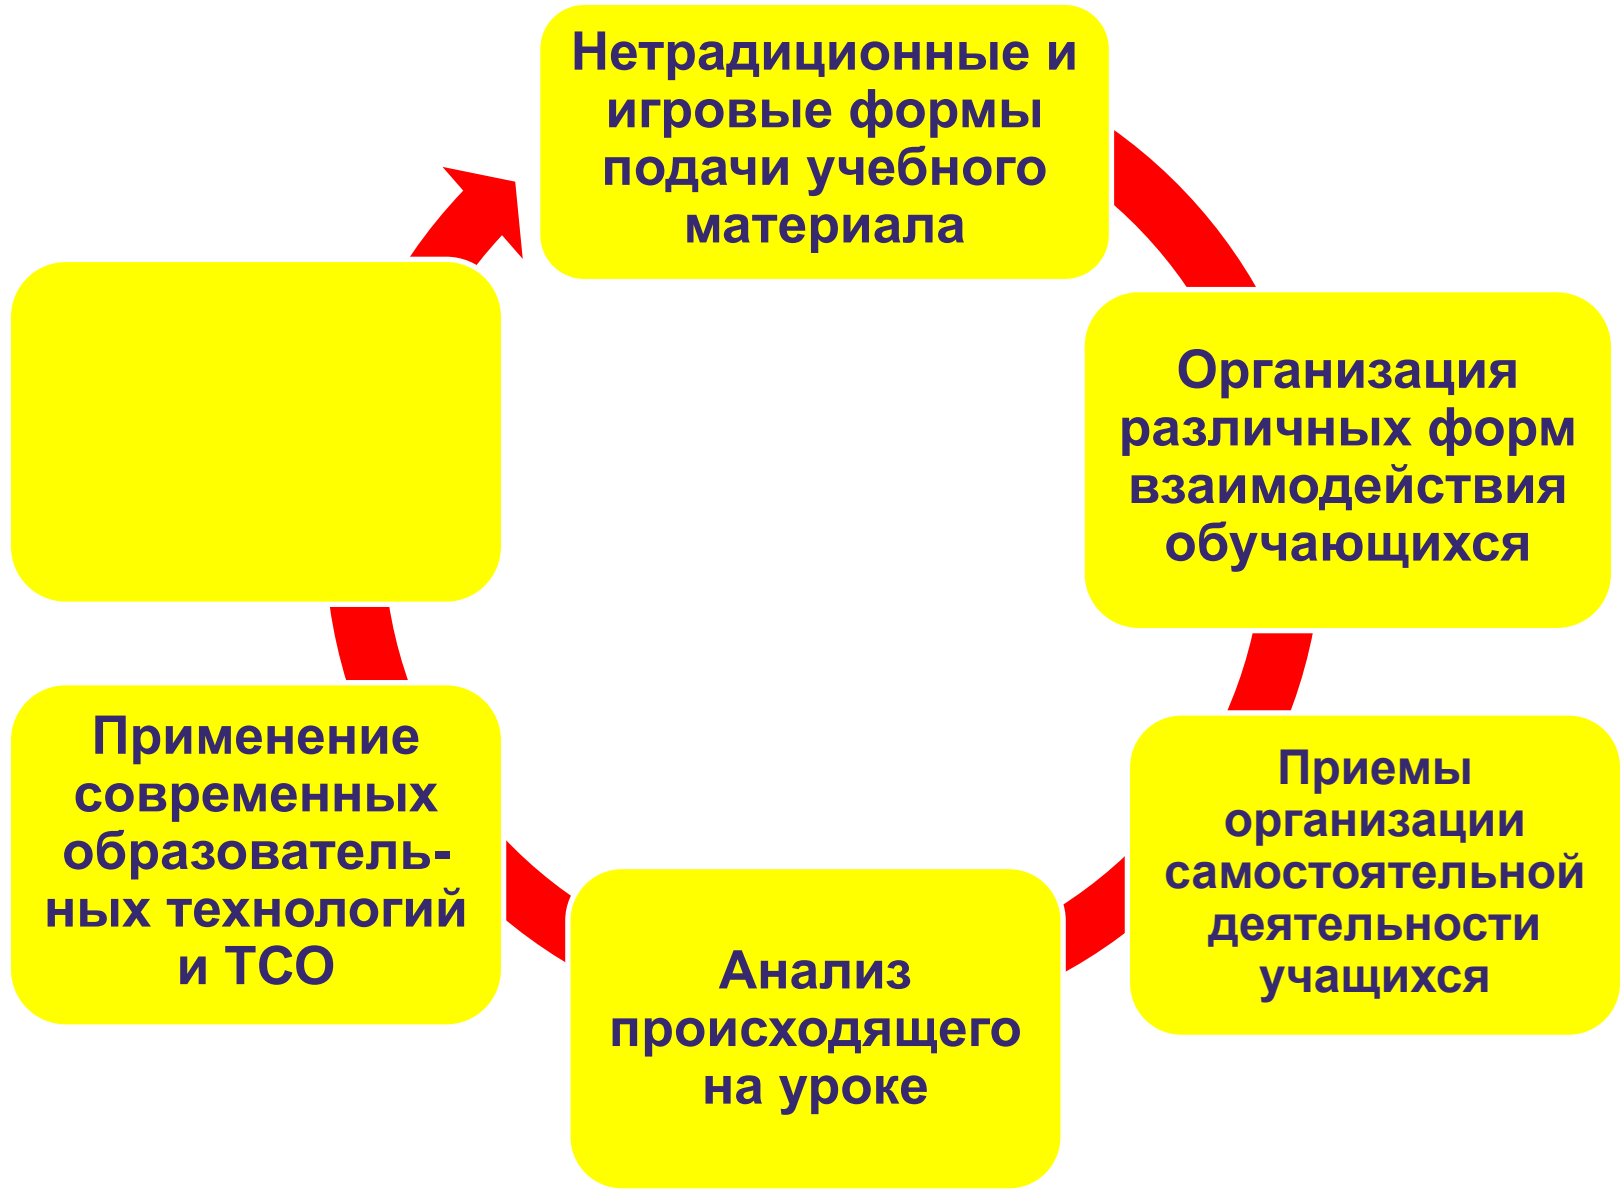 Нетрадиционные и
игровые формы
подачи учебного
материала
Организация
различных форм
взаимодействия
обучающихся
Приемы
организации
самостоятельной
деятельности
учащихся
Анализ
происходящего
на уроке
Применение
современных
образователь-
ных технологий
и ТСО